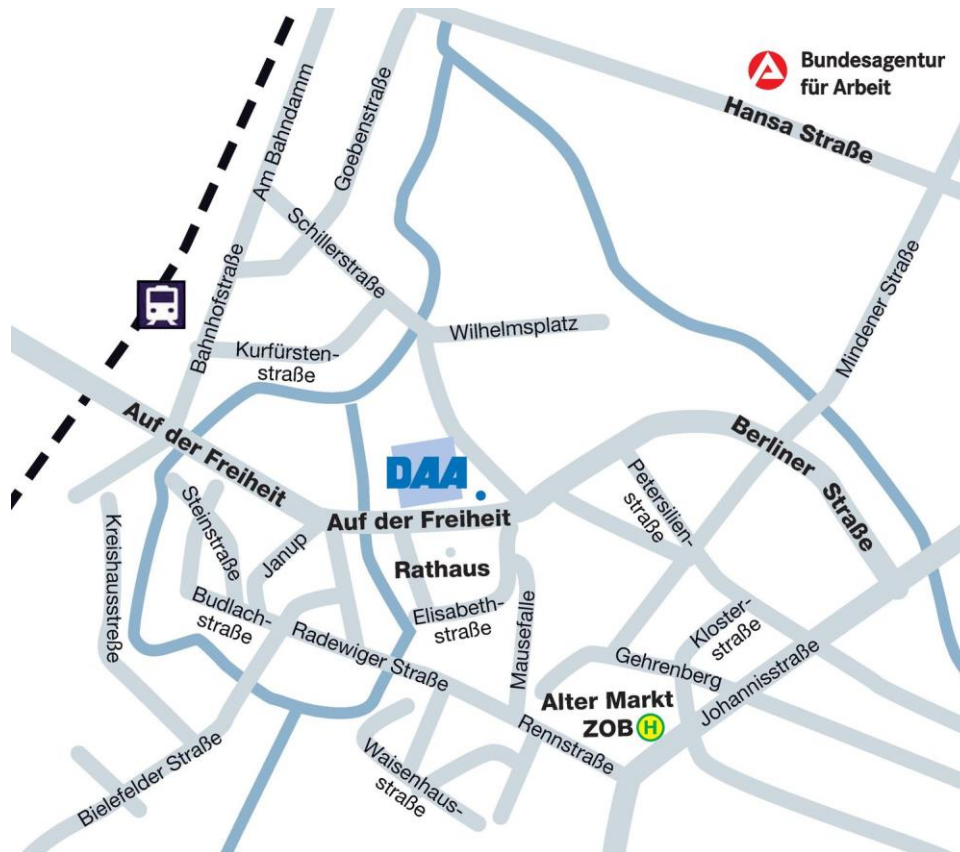 Bundesagentur
für Arbeit
Hansa Straße
Am Bahndamm
Goebenstraße
Schillerstraße
Bahnhofstraße
Mindener Straße
Wilhelmsplatz
Kurfürsten-
straße
Auf der Freiheit
Berliner
Straße
DAA
Petersilien-
straße
Steinstraße
Kreishausstreße
Auf der Freiheit
Janup
Rathaus
Budlach-
straße
Elisabeth-
straße
Mausefalle
Kloster-
straße
Radewiger Straße
Gehrenberg
Johannisstraße
Alter Markt
ZOB H
Rennstraße
Waisenhaus-
straße
Bielefelder Straße